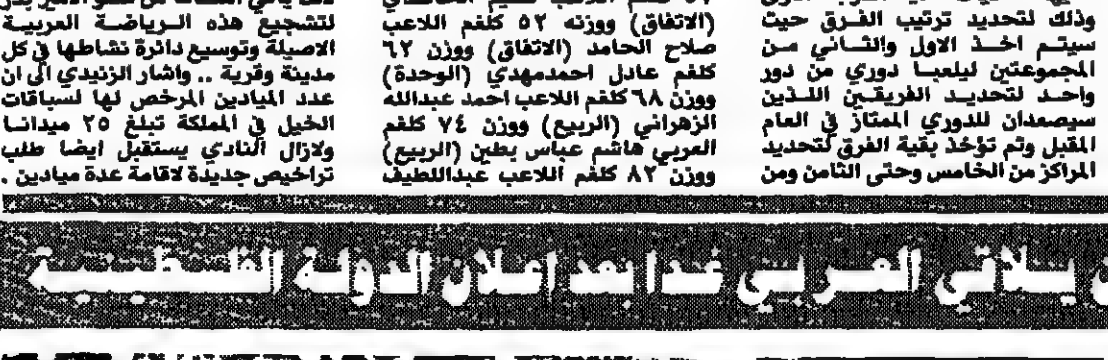 وذلك لتحديد ترتيب الفرق حيث
سيتم اخذ الاول والثاني من
المجموعتين ليلعبا دوري من دور
واحد لتحديد الفريقين اللذين
سيصعدان للدوري الممتاز في العام
المقبل وتم تؤخذ بقية الفرق لتحديد
المراكز من الخامس وحتى الثامن ومن
(الاتفاق) ووزنه ٥٢ كلغم اللاعب
صلاح الحامد (الاتفاق) ووزن ٦٢
كلغم عادل احمدمهدي (الوحدة)
ووزن ٦٨ كلغم اللاعب احمد عبدالله
الزهراني (الربيع) ووزن ٧٤ كلغم
العربي هاشم عباس بطين (الربيع)
ووزن ٨٢ كلغم اللاعب عبداللطيف
لتشجيع هذه الرياضة العربية
الاصيلة وتوسيع دائرة نشاطها في كل
مدينة وقرية .. واشار الزنيدي الى ان
عدد الميادين المرخص لها لسباقات
الخيل في المملكة تبلغ ٢٥ ميدانا
ولازال النادي يستقبل ايضا طلب
تراخيص جديدة لاقامة عدة ميادين .
يلاقي العربي غدا بعد اعلان الدولة الفلسطينية